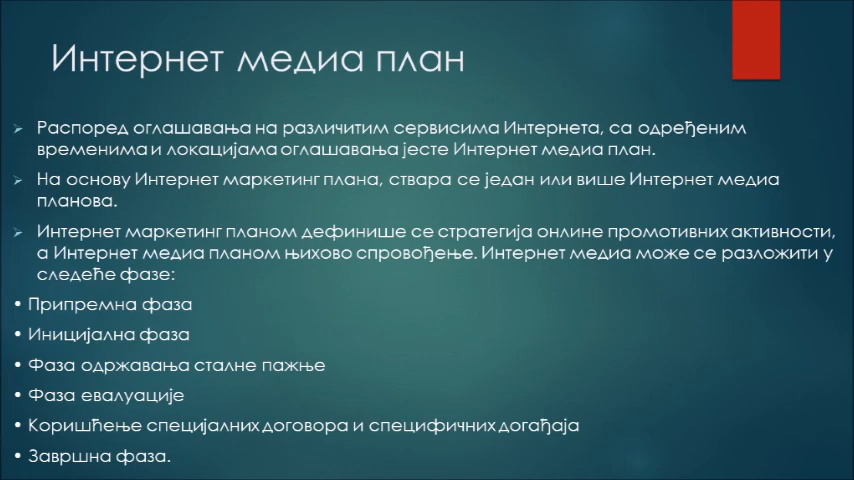 Интернет медиа план
Распоред оглашавања на различитим сервисима Интернета, са одређеним
временима и локацијама оглашавања јесте Интернет медиа план.
На основу Интернет маркетинг плана, ствара се један или више Интернет медиа
планова.
Интернет маркетинг планом дефинише се стратегија онлине промотивних активности,
а Интернет медиа планом њихово спровођење. Интернет медиа може се разложити у
следеће фазе:
• Припремна фаза
• Иницијална фаза
• Фаза одржавања сталне пажње
• Фаза евалуације
• Коришћење специјалних договора и специфичних догађаја
• Завршна фаза.